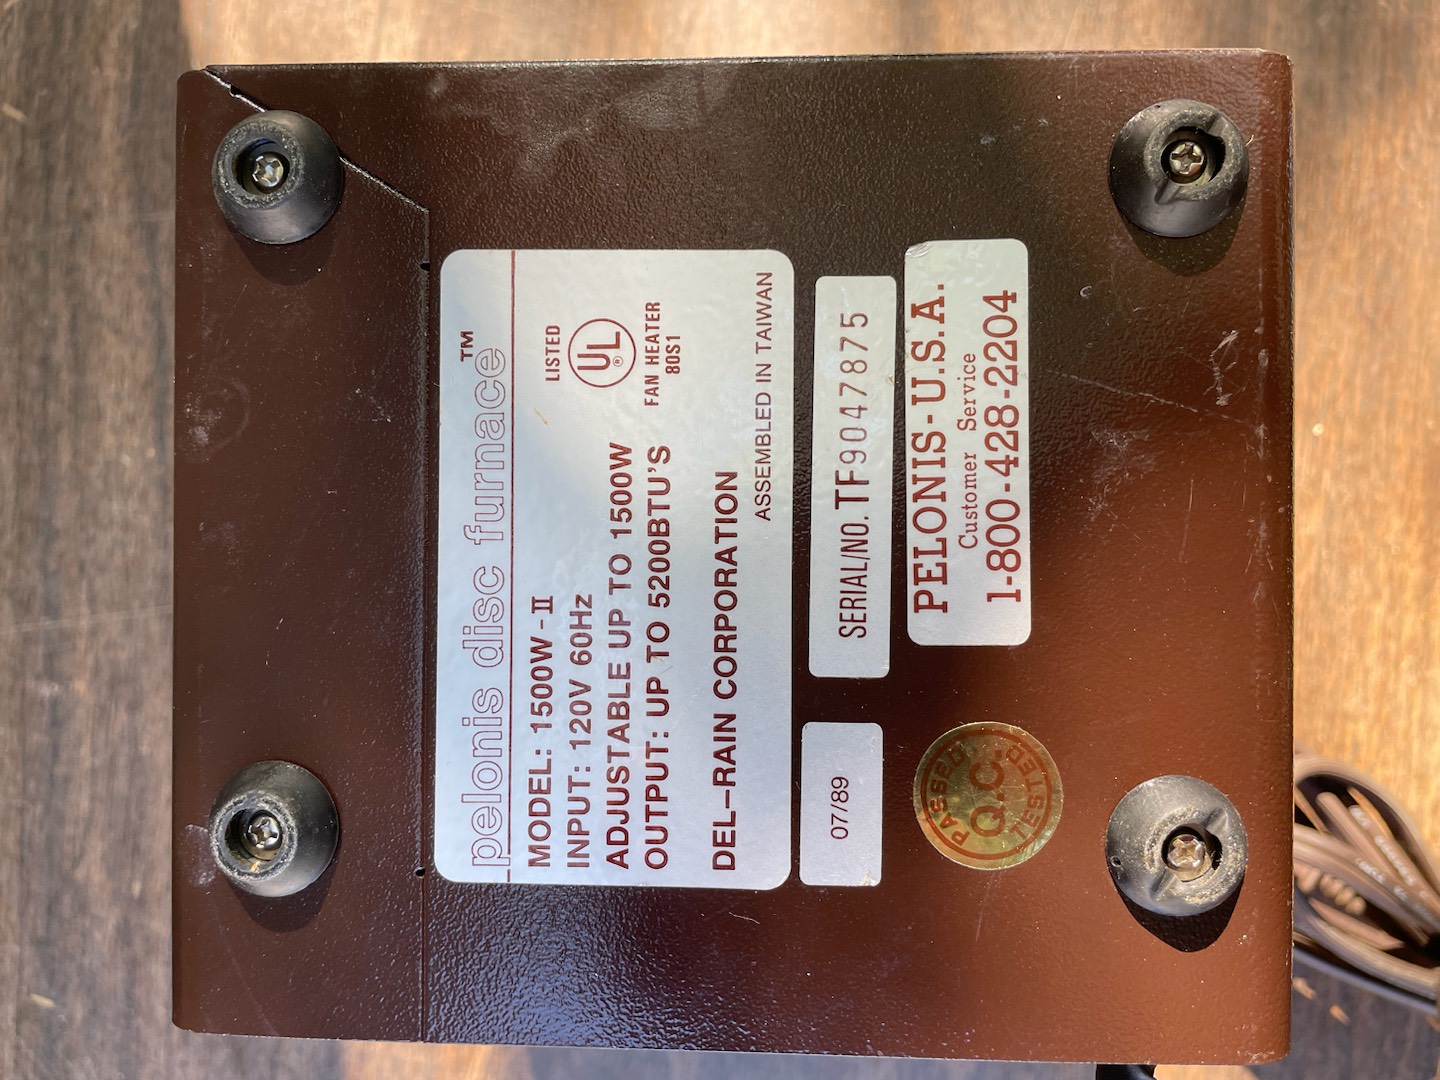 pelonis disc furnace™
MODEL: 1500W-II
INPUT: 120V 60Hz
ADJUSTABLE UP TO 1500W
OUTPUT: UP TO 5200BTU'S
DEL-RAIN CORPORATION
LISTED
UL ®
FAN HEATER
80S1
ASSEMBLED IN TAIWAN
07/89
SERIAL/NO. TF9047875
PASSED
Q.C.
TESTED
PELONIS-U.S.A.
Customer Service
1-800-428-2204